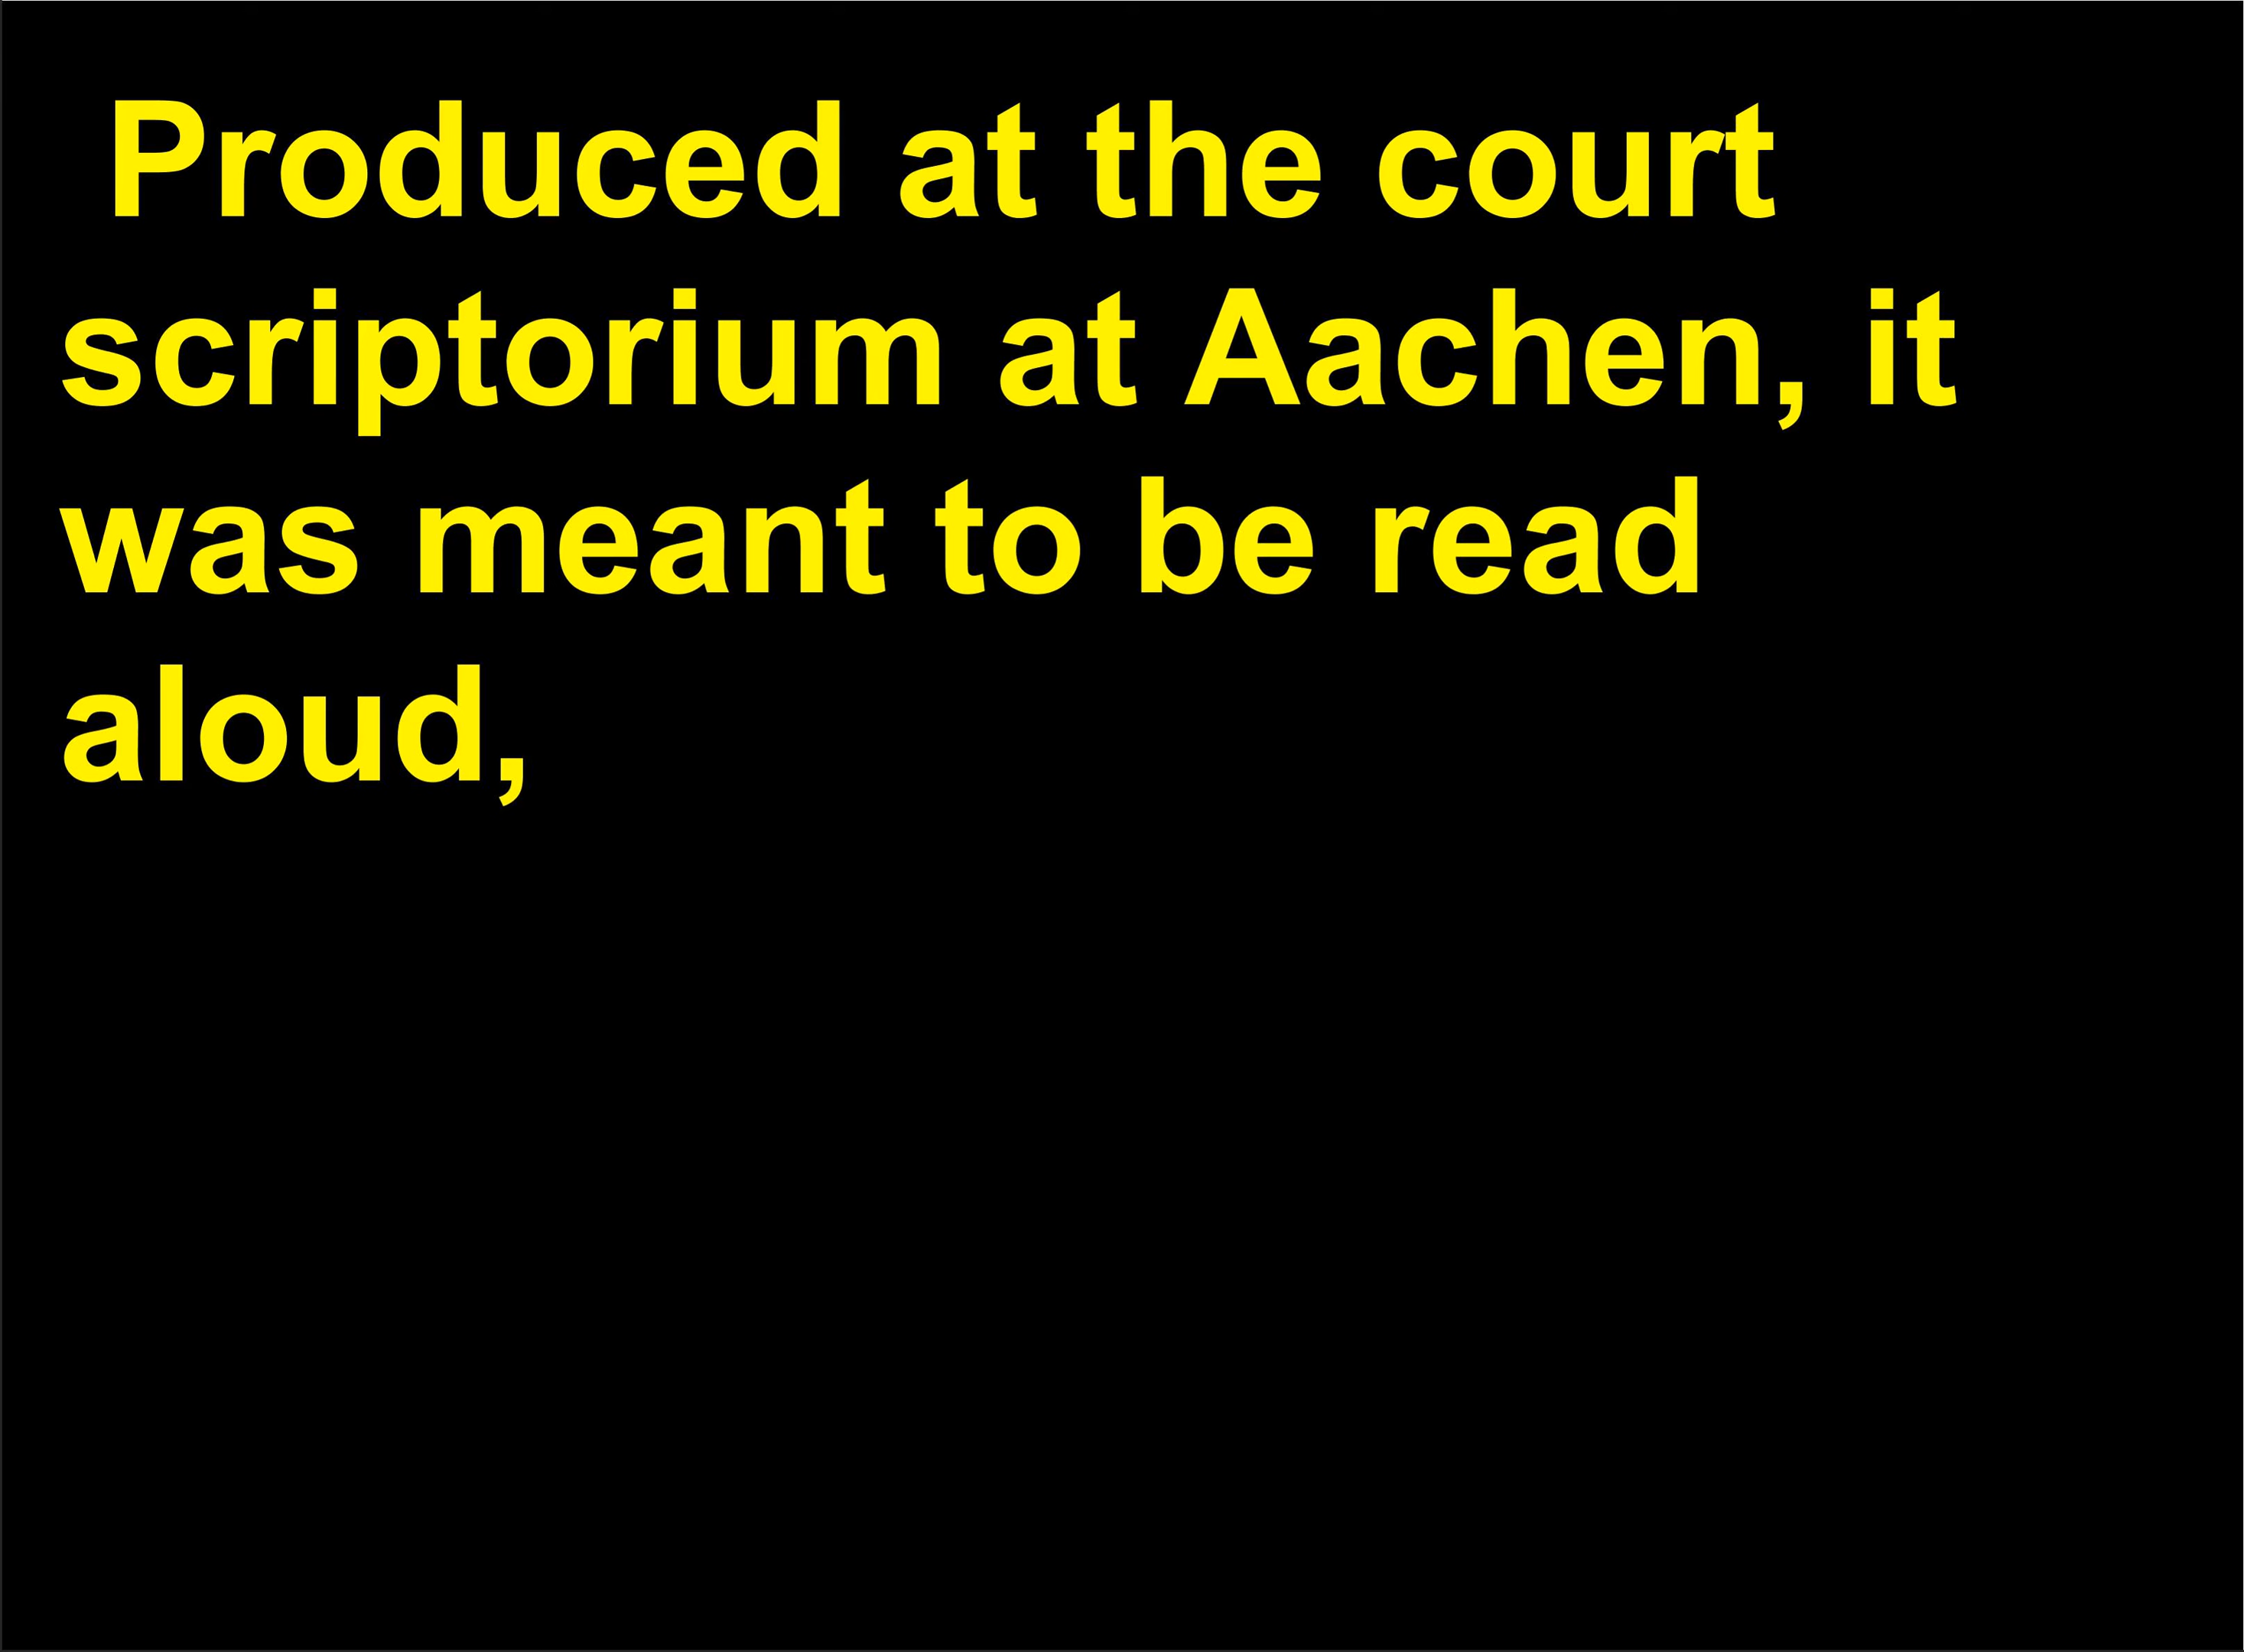 Produced at the court
scriptorium at Aachen, it
was meant to be read
aloud,